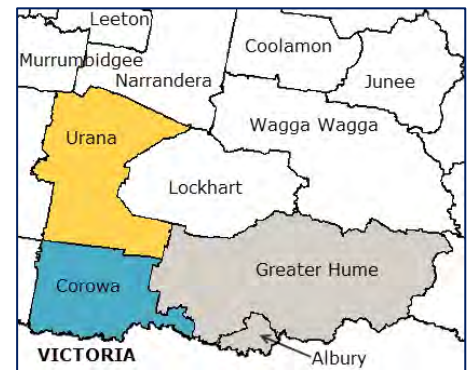 Leeton
Coolamon
Murrumbidgee
Narrandera
Junee
Urana
Wagga Wagga
Lockhart
Greater Hume
Corowa
VICTORIA
Albury